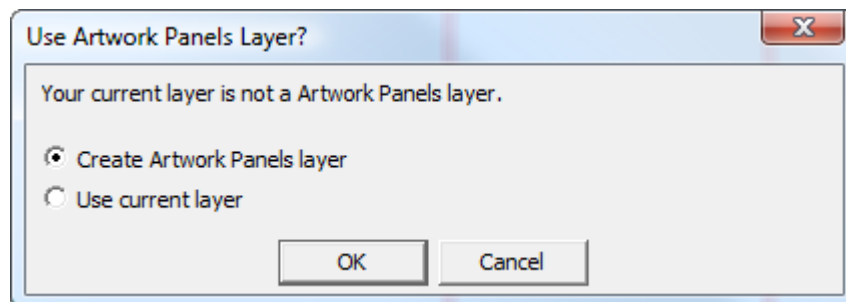 Use Artwork Panels Layer?
Your current layer is not a Artwork Panels layer.
Create Artwork Panels layer
Use current layer
OK Cancel